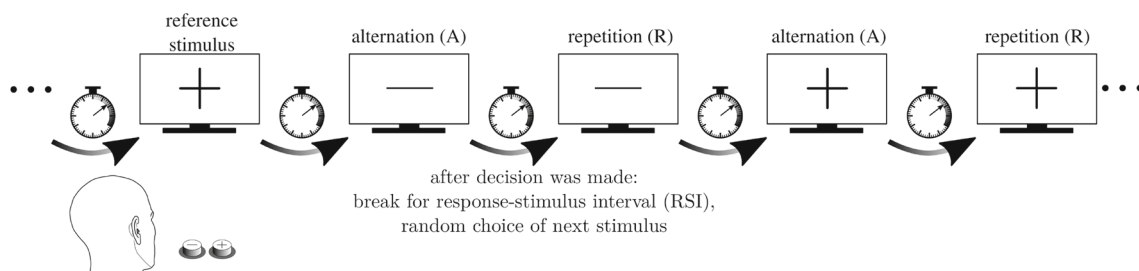 reference
stimulus
alternation (A)
repetition (R)
alternation (A)
repetition (R)
• • •
+
—
—
+
+
• • •
after decision was made:
break for response-stimulus interval (RSI),
random choice of next stimulus
− +